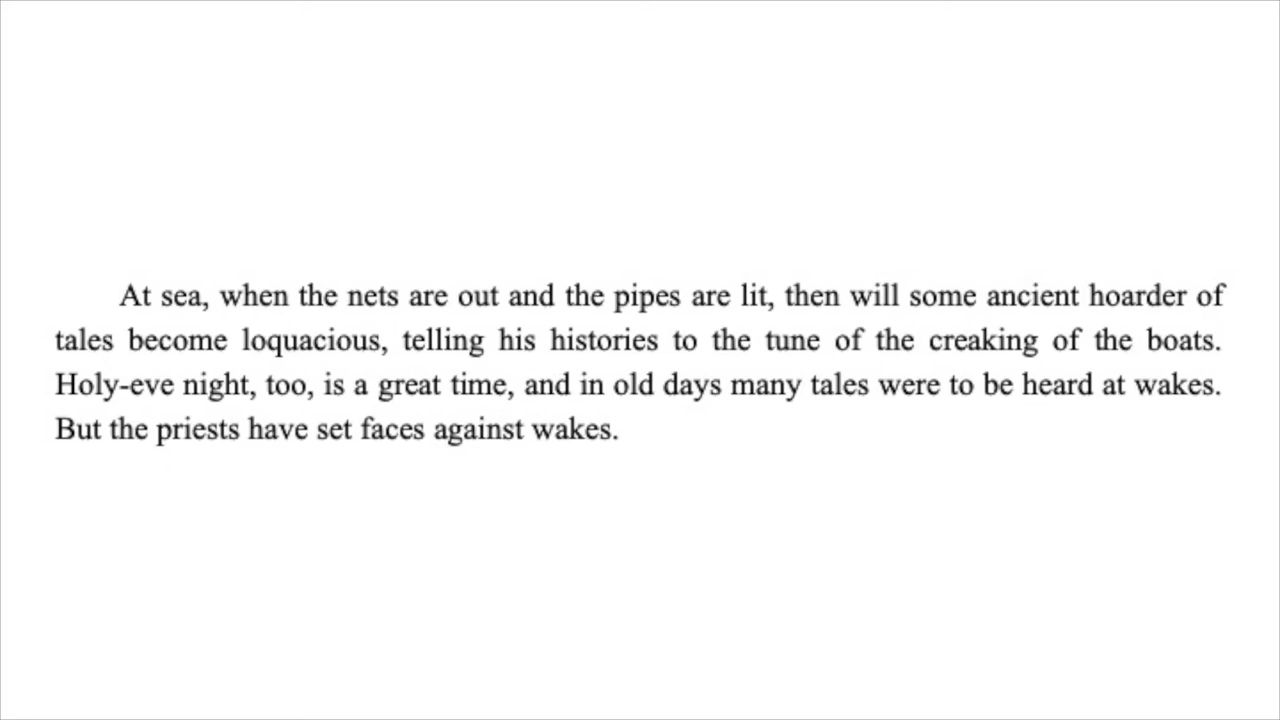 At sea, when the nets are out and the pipes are lit, then will some ancient hoarder of
tales become loquacious, telling his histories to the tune of the creaking of the boats.
Holy-eve night, too, is a great time, and in old days many tales were to be heard at wakes.
But the priests have set faces against wakes.